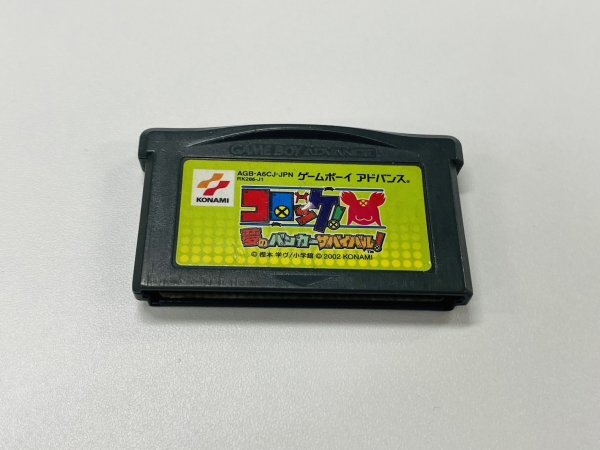 GAME BOY ADVANCE
AGB-A6CJ-JPN ゲームボーイ アドバンス®
RK286-J1
KONAMI
コロッケ!
夢のバンカーサバイバル!
© 樫本 学ヴ/小学館 © 2002 KONAMI